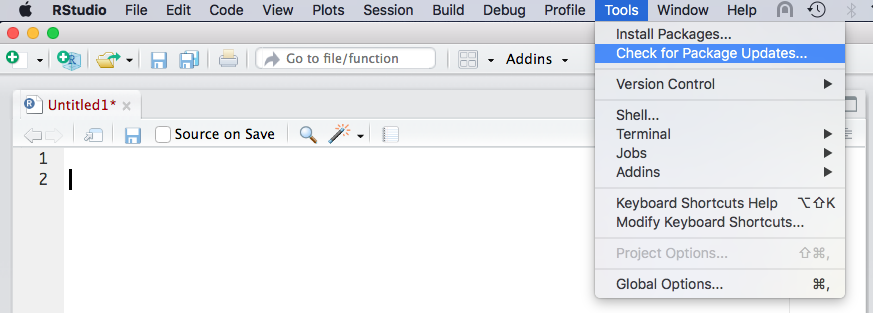 RStudio File Edit Code View Plots Session Build Debug Profile Tools Window Help
Install Packages...
Check for Package Updates...
Version Control
Shell...
Terminal
Jobs
Addins
Keyboard Shortcuts Help ⌥⇧K
Modify Keyboard Shortcuts...
Project Options... ⇧⌘,
Global Options... ⌘,
Go to file/function Addins
Untitled1*
Source on Save
1
2